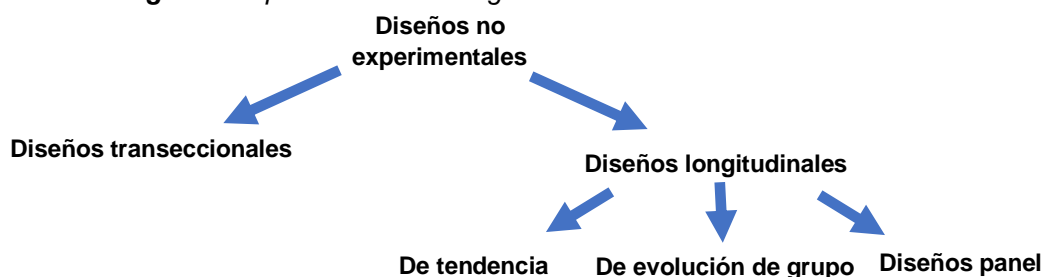 Diseños no
experimentales
Diseños transeccionales
Diseños longitudinales
De tendencia
De evolución de grupo
Diseños panel